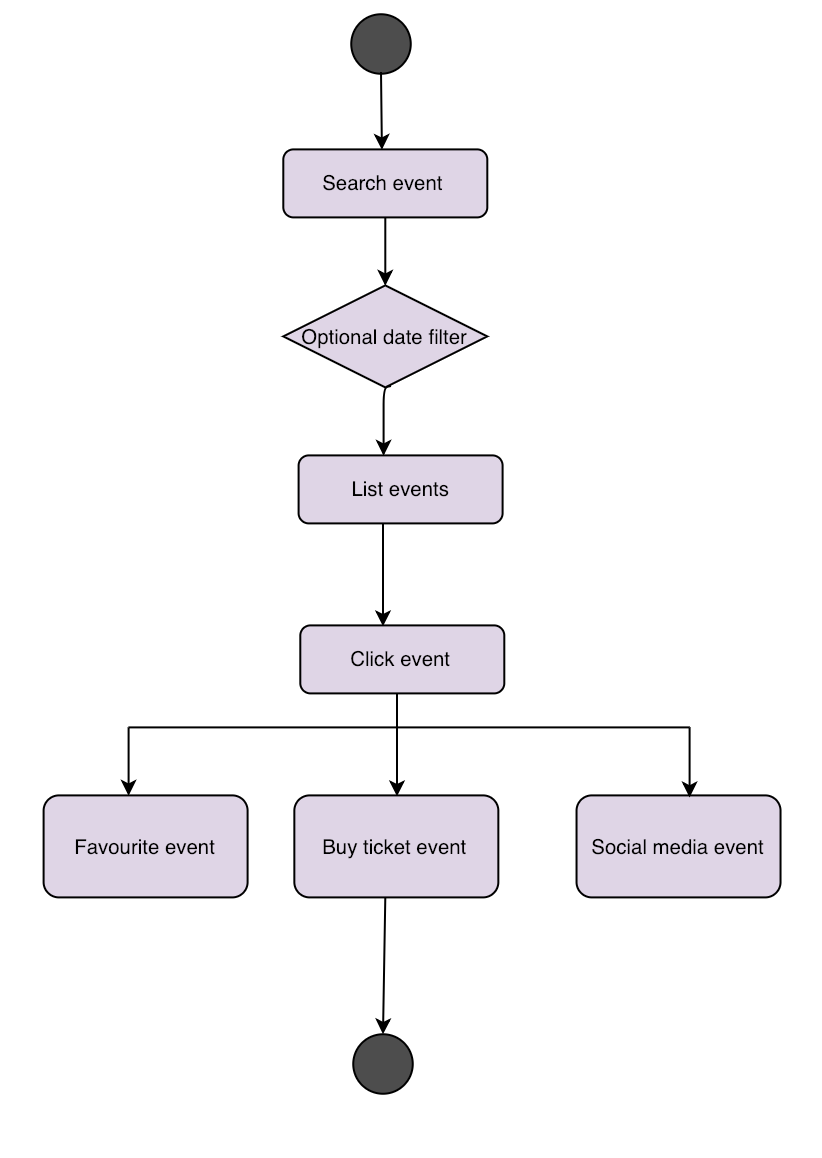 Search event
Optional date filter
List events
Click event
Favourite event
Buy ticket event
Social media event